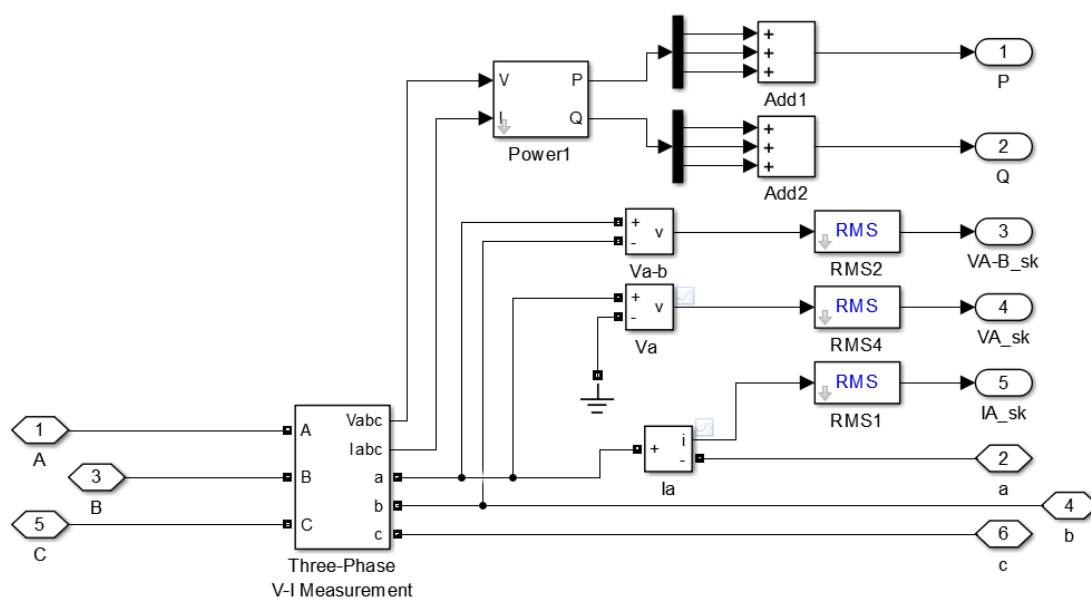 +
+
+
Add1
1
P
V
I
P
Q
Power1
+
+
+
Add2
2
Q
+
-
v
Va-b
RMS
RMS2
3
VA-B_sk
+
-
v
Va
RMS
RMS4
4
VA_sk
RMS
RMS1
5
IA_sk
1
A
3
B
5
C
A
B
C
Vabc
Iabc
a
b
c
Three-Phase
V-I Measurement
+
i
-
Ia
2
a
4
b
6
c